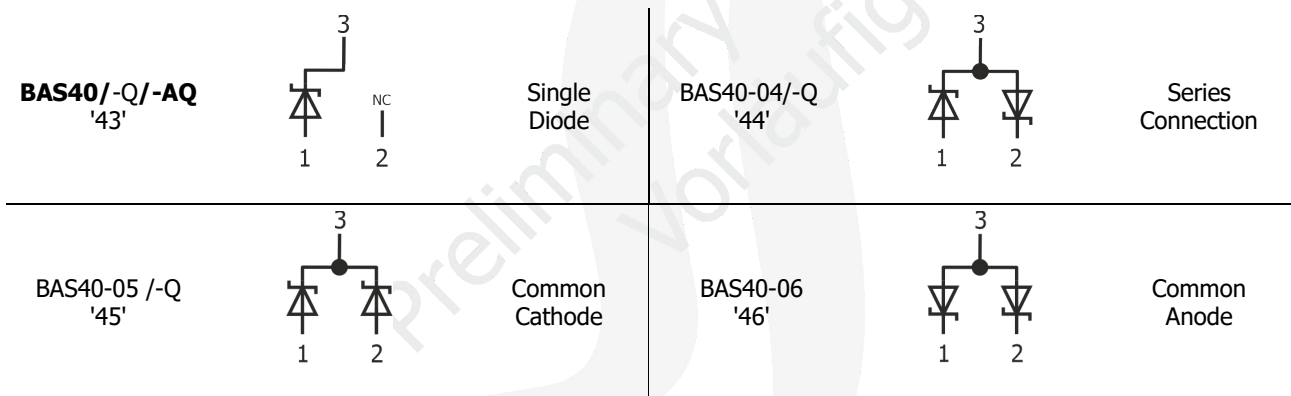 3
BAS40/-Q/-AQ
'43'
NC
1 2
Single
Diode
3
BAS40-04/-Q
'44'
1 2
Series
Connection
3
BAS40-05 /-Q
'45'
1 2
Common
Cathode
3
BAS40-06
'46'
1 2
Common
Anode
Preliminary
Vorläufig